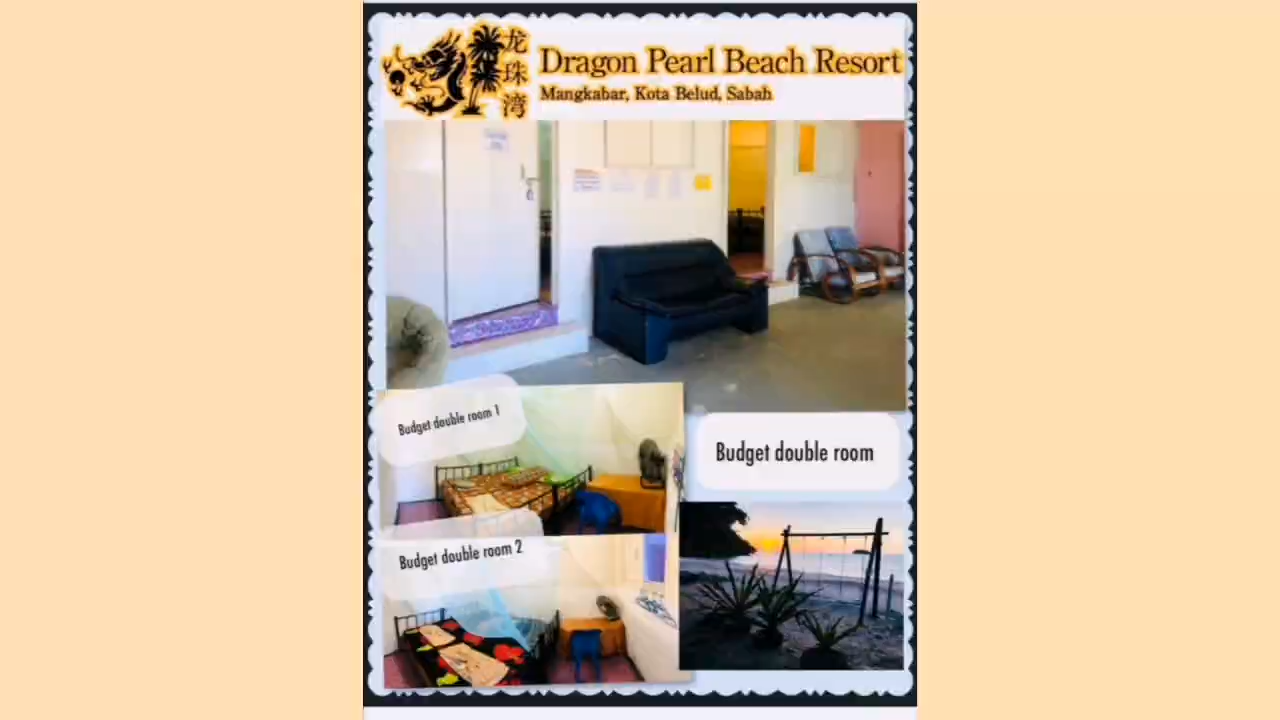 龙珠湾
Dragon Pearl Beach Resort
Mangkabar, Kota Belud, Sabah
Budget double room 1
Budget double room
Budget double room 2